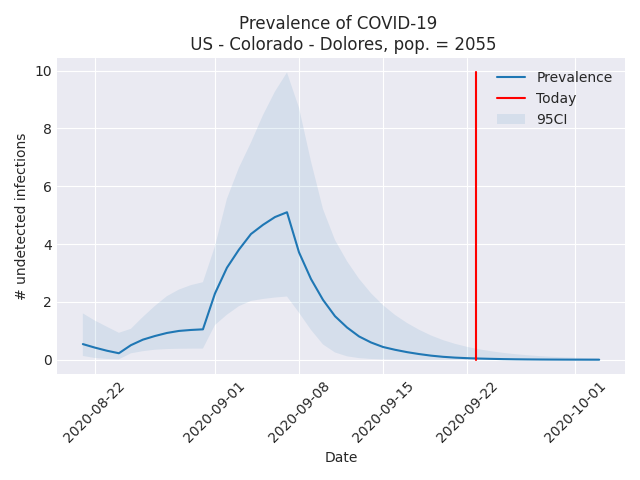 Prevalence of COVID-19
US - Colorado - Dolores, pop. = 2055
10
8
6
4
2
0
# undetected infections
Prevalence
Today
95CI
2020-08-22
2020-09-01
2020-09-08
2020-09-15
2020-09-22
2020-10-01
Date